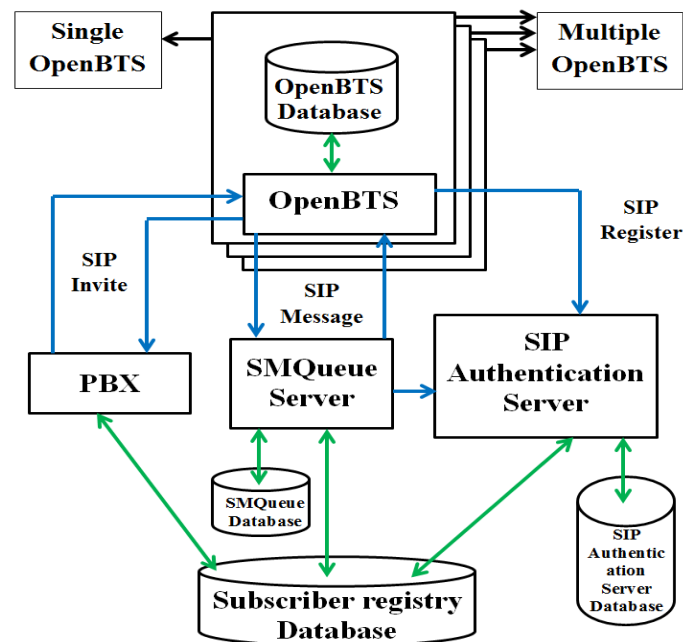 Single
OpenBTS
Multiple
OpenBTS
OpenBTS
Database
OpenBTS
SIP
Register
SIP
Invite
SIP
Message
PBX
SMQueue
Server
SIP
Authentication
Server
SMQueue
Database
SIP
Authentic
ation
Server
Database
Subscriber registry
Database